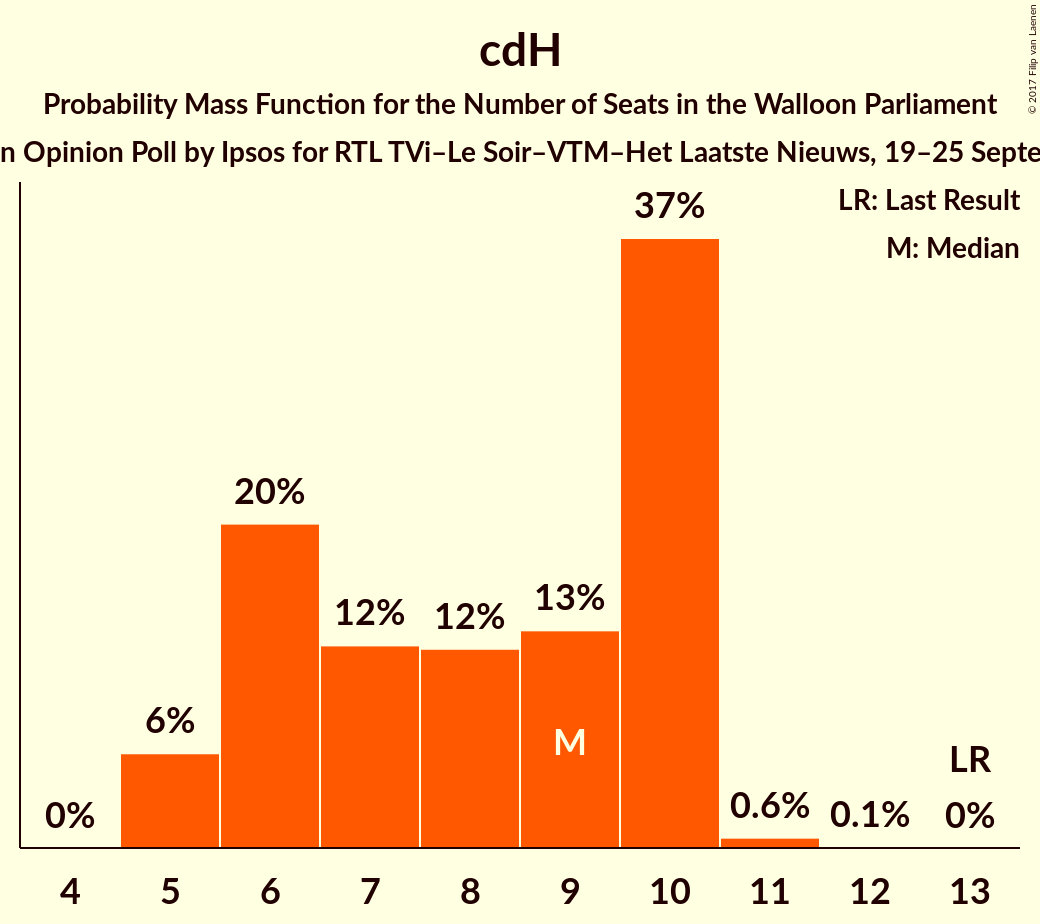 cdH
Probability Mass Function for the Number of Seats in the Walloon Parliament
n Opinion Poll by Ipsos for RTL TVi–Le Soir–VTM–Het Laatste Nieuws, 19–25 Septe
© 2017 Filip van Laenen
LR: Last Result
M: Median
37%
20%
12%
12%
13%
6%
M
LR
0%
0.6%
0.1%
0%
4 5 6 7 8 9 10 11 12 13